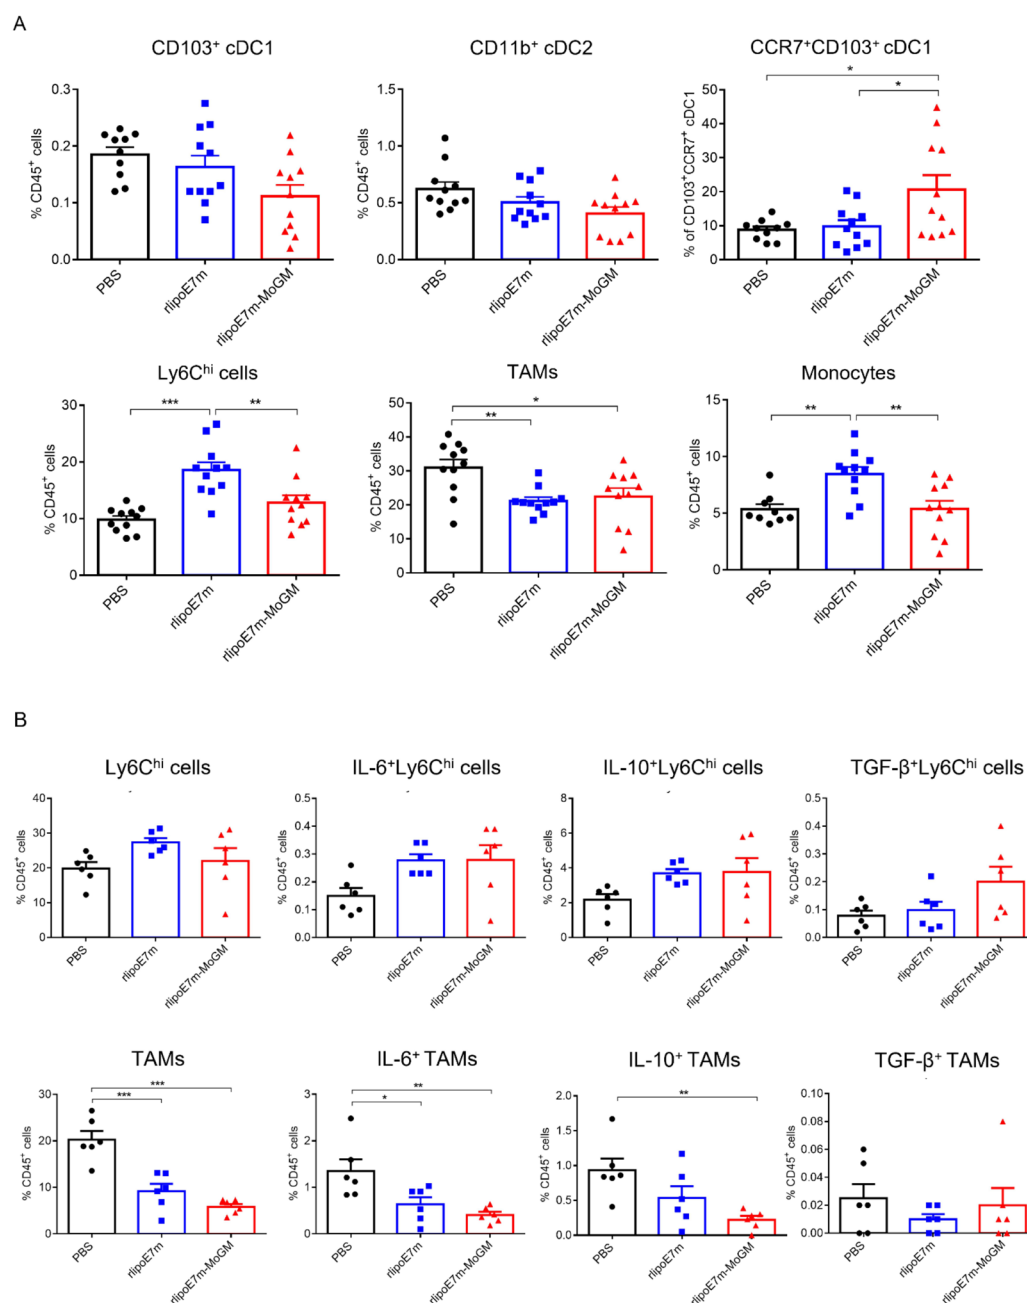 A
CD103⁺ cDC1
CD11b⁺ cDC2
CCR7⁺CD103⁺ cDC1
% CD45⁺ cells
0.3
0.2
0.1
0.0
PBS
rlipoE7m
rlipoE7m-MoGM
% CD45⁺ cells
1.5
1.0
0.5
0.0
PBS
rlipoE7m
rlipoE7m-MoGM
% of CD103⁺CCR7⁺ cDC1
50
40
30
20
10
0
*
*
PBS
rlipoE7m
rlipoE7m-MoGM
Ly6Cʰⁱ cells
TAMs
Monocytes
% CD45⁺ cells
30
20
10
0
***
**
PBS
rlipoE7m
rlipoE7m-MoGM
% CD45⁺ cells
50
40
30
20
10
0
*
**
PBS
rlipoE7m
rlipoE7m-MoGM
% CD45⁺ cells
15
10
5
0
**
**
PBS
rlipoE7m
rlipoE7m-MoGM
B
Ly6Cʰⁱ cells
IL-6⁺Ly6Cʰⁱ cells
IL-10⁺Ly6Cʰⁱ cells
TGF-β⁺Ly6Cʰⁱ cells
% CD45⁺ cells
40
30
20
10
0
PBS
rlipoE7m
rlipoE7m-MoGM
% CD45⁺ cells
0.5
0.4
0.3
0.2
0.1
0.0
PBS
rlipoE7m
rlipoE7m-MoGM
% CD45⁺ cells
8
6
4
2
0
PBS
rlipoE7m
rlipoE7m-MoGM
% CD45⁺ cells
0.5
0.4
0.3
0.2
0.1
0.0
PBS
rlipoE7m
rlipoE7m-MoGM
TAMs
IL-6⁺ TAMs
IL-10⁺ TAMs
TGF-β⁺ TAMs
% CD45⁺ cells
30
20
10
0
***
***
PBS
rlipoE7m
rlipoE7m-MoGM
% CD45⁺ cells
3
2
1
0
**
*
PBS
rlipoE7m
rlipoE7m-MoGM
% CD45⁺ cells
2.0
1.5
1.0
0.5
0.0
**
PBS
rlipoE7m
rlipoE7m-MoGM
% CD45⁺ cells
0.10
0.08
0.06
0.04
0.02
0.00
PBS
rlipoE7m
rlipoE7m-MoGM